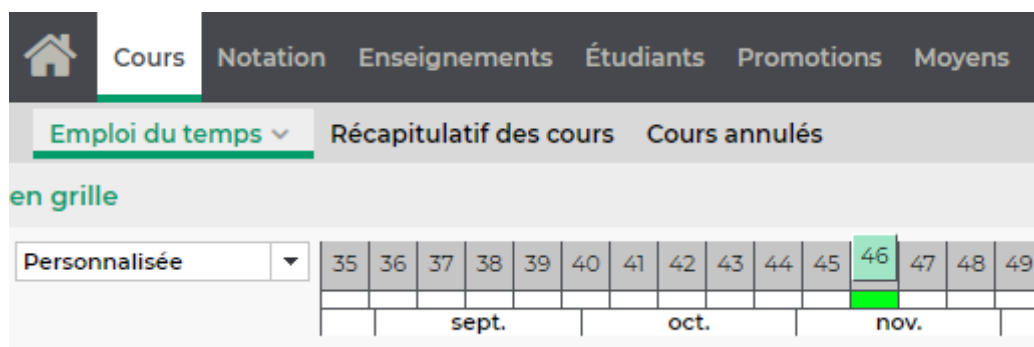 Cours Notation Enseignements Étudiants Promotions Moyens
Emploi du temps Récapitulatif des cours Cours annulés
en grille
Personnalisée 35 36 37 38 39 40 41 42 43 44 45 46 47 48 49
sept. oct. nov.